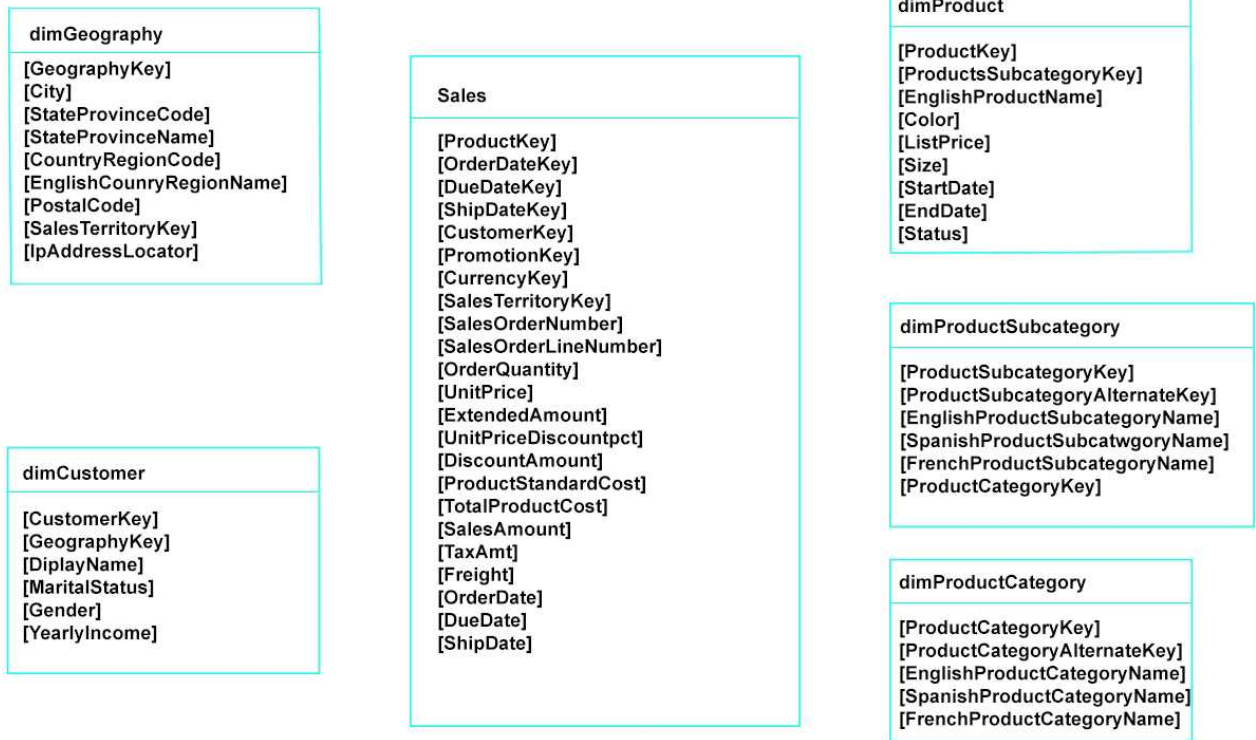 dimGeography
[GeographyKey]
[City]
[StateProvinceCode]
[StateProvinceName]
[CountryRegionCode]
[EnglishCounryRegionName]
[PostalCode]
[SalesTerritoryKey]
[IpAddressLocator]
dimCustomer
[CustomerKey]
[GeographyKey]
[DiplayName]
[MaritalStatus]
[Gender]
[YearlyIncome]
Sales
[ProductKey]
[OrderDateKey]
[DueDateKey]
[ShipDateKey]
[CustomerKey]
[PromotionKey]
[CurrencyKey]
[SalesTerritoryKey]
[SalesOrderNumber]
[SalesOrderLineNumber]
[OrderQuantity]
[UnitPrice]
[ExtendedAmount]
[UnitPriceDiscountpct]
[DiscountAmount]
[ProductStandardCost]
[TotalProductCost]
[SalesAmount]
[TaxAmt]
[Freight]
[OrderDate]
[DueDate]
[ShipDate]
dimProduct
[ProductKey]
[ProductsSubcategoryKey]
[EnglishProductName]
[Color]
[ListPrice]
[Size]
[StartDate]
[EndDate]
[Status]
dimProductSubcategory
[ProductSubcategoryKey]
[ProductSubcategoryAlternateKey]
[EnglishProductSubcategoryName]
[SpanishProductSubcatwgoryName]
[FrenchProductSubcategoryName]
[ProductCategoryKey]
dimProductCategory
[ProductCategoryKey]
[ProductCategoryAlternateKey]
[EnglishProductCategoryName]
[SpanishProductCategoryName]
[FrenchProductCategoryName]